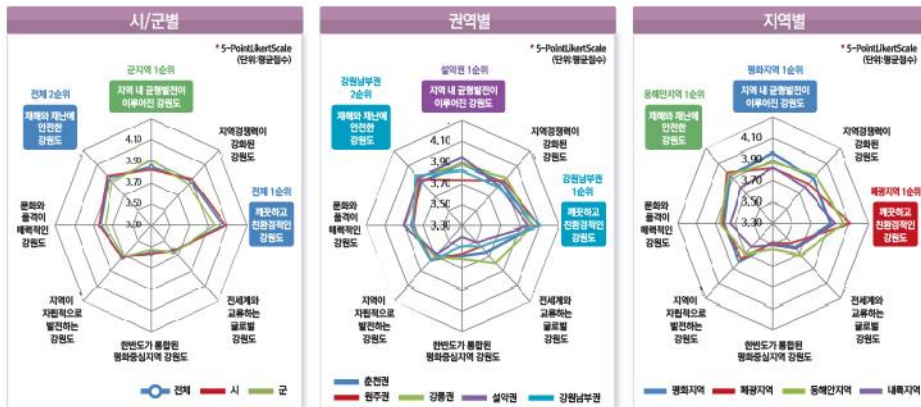 시/군별
* 5-PointLikertScale
(단위:평균점수)
군지역 1순위
지역 내 균형발전이
이루어진 강원도
전체 2순위
재해와 재난에
안전한
강원도
지역경쟁력이
강화된
강원도
전체 1순위
깨끗하고
친환경적인
강원도
문화와
품격이
매력적인
강원도
지역이
자립적으로
발전하는
강원도
전세계와
교류하는
글로벌
강원도
한반도가 통합된
평화중심지역 강원도
4.10
3.90
3.70
전체
시
군
권역별
* 5-PointLikertScale
(단위:평균점수)
설악권 1순위
지역 내 균형발전이
이루어진 강원도
강원남부권
2순위
재해와 재난에
안전한
강원도
지역경쟁력이
강화된
강원도
강원남부권
1순위
깨끗하고
친환경적인
강원도
문화와
품격이
매력적인
강원도
지역이
자립적으로
발전하는
강원도
전세계와
교류하는
글로벌
강원도
한반도가 통합된
평화중심지역 강원도
4.10
3.90
3.70
3.50
3.30
춘천권
원주권
강릉권
설악권
강원남부권
지역별
* 5-PointLikertScale
(단위:평균점수)
평화지역 1순위
지역 내 균형발전이
이루어진 강원도
동해안지역 1순위
재해와 재난에
안전한
강원도
지역경쟁력이
강화된
강원도
폐광지역 1순위
깨끗하고
친환경적인
강원도
문화와
품격이
매력적인
강원도
지역이
자립적으로
발전하는
강원도
전세계와
교류하는
글로벌
강원도
한반도가 통합된
평화중심지역 강원도
4.10
3.90
3.70
3.50
3.30
평화지역
폐광지역
동해안지역
내륙지역